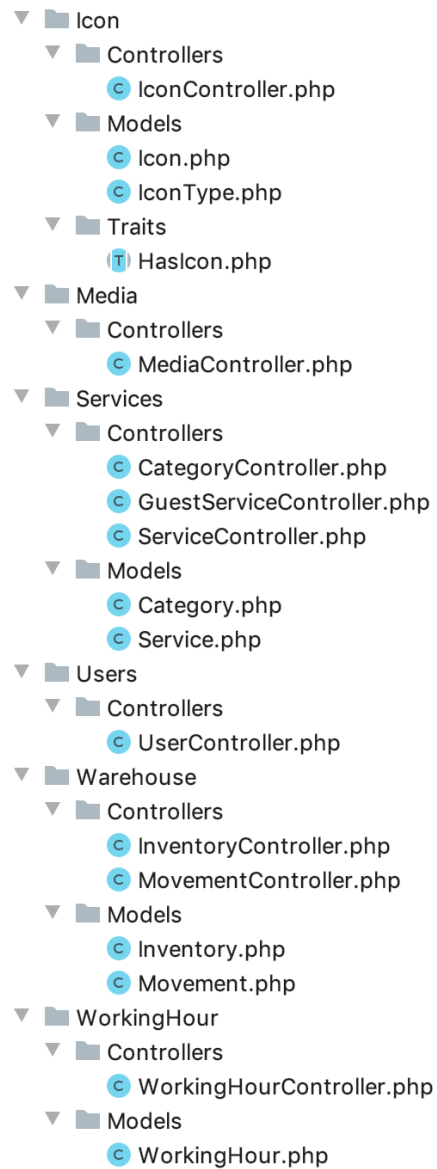 Icon
Controllers
C IconController.php
Models
C Icon.php
C IconType.php
Traits
T HasIcon.php
Media
Controllers
C MediaController.php
Services
Controllers
C CategoryController.php
C GuestServiceController.php
C ServiceController.php
Models
C Category.php
C Service.php
Users
Controllers
C UserController.php
Warehouse
Controllers
C InventoryController.php
C MovementController.php
Models
C Inventory.php
C Movement.php
WorkingHour
Controllers
C WorkingHourController.php
Models
C WorkingHour.php